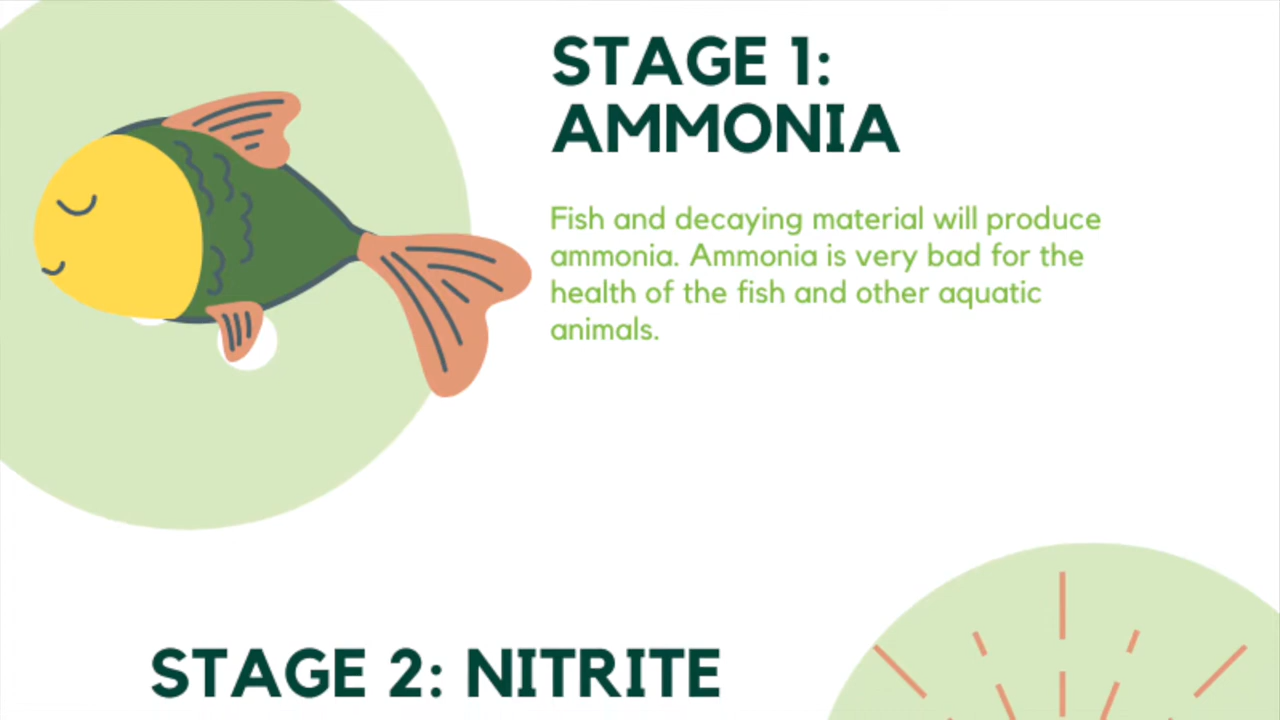 STAGE 1:
AMMONIA
Fish and decaying material will produce
ammonia. Ammonia is very bad for the
health of the fish and other aquatic
animals.
STAGE 2: NITRITE